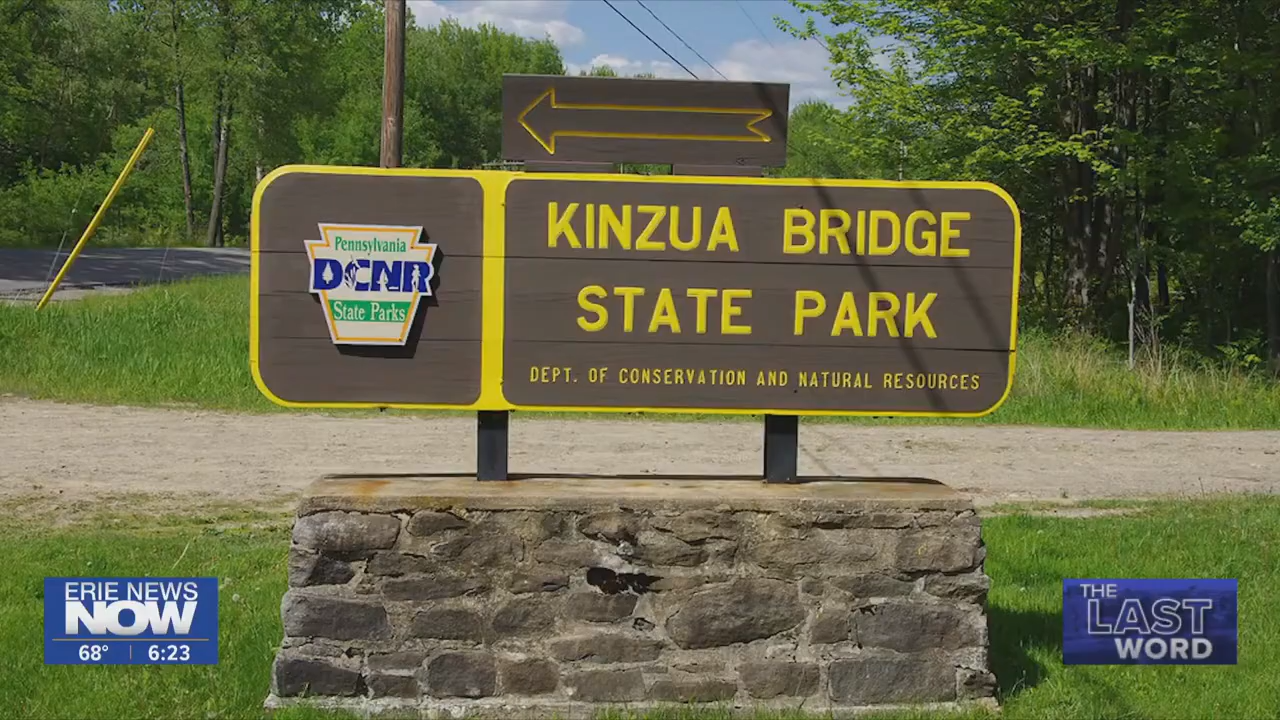 KINZUA BRIDGE
STATE PARK
DEPT. OF CONSERVATION AND NATURAL RESOURCES
Pennsylvania
DCNR
State Parks
ERIE NEWS
NOW
68° | 6:23
THE
LAST
WORD